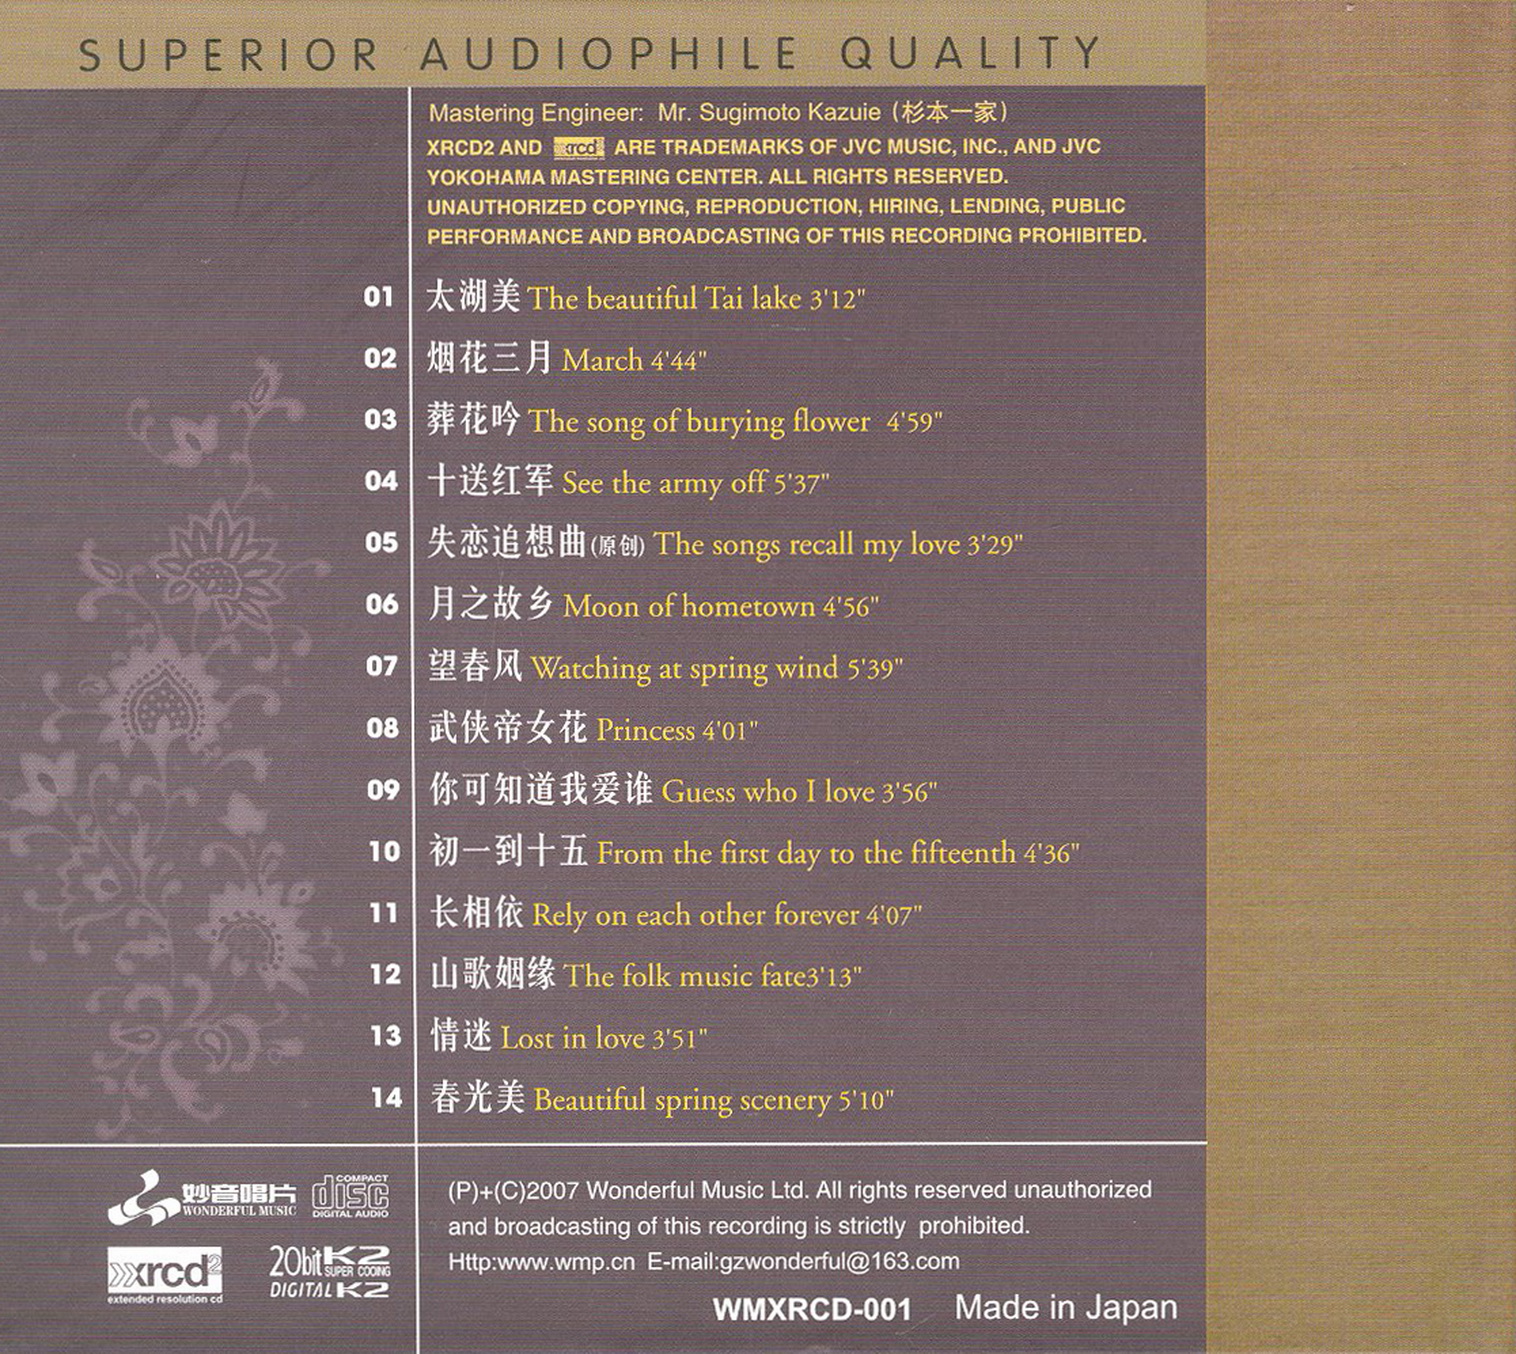 SUPERIOR AUDIOPHILE QUALITY
Mastering Engineer: Mr. Sugimoto Kazuie (杉本一家)
XRCD2 AND xrcd2 ARE TRADEMARKS OF JVC MUSIC, INC., AND JVC
YOKOHAMA MASTERING CENTER. ALL RIGHTS RESERVED.
UNAUTHORIZED COPYING, REPRODUCTION, HIRING, LENDING, PUBLIC
PERFORMANCE AND BROADCASTING OF THIS RECORDING PROHIBITED.
01 太湖美 The beautiful Tai lake 3'12"
02 烟花三月 March 4'44"
03 葬花吟 The song of burying flower 4'59"
04 十送红军 See the army off 5'37"
05 失恋追想曲(原创) The songs recall my love 3'29"
06 月之故乡 Moon of hometown 4'56"
07 望春风 Watching at spring wind 5'39"
08 武侠帝女花 Princess 4'01"
09 你可知道我爱谁 Guess who I love 3'56"
10 初一到十五 From the first day to the fifteenth 4'36"
11 长相依 Rely on each other forever 4'07"
12 山歌姻缘 The folk music fate3'13"
13 情迷 Lost in love 3'51"
14 春光美 Beautiful spring scenery 5'10"
妙音唱片
WONDERFUL MUSIC
COMPACT
disc
DIGITAL AUDIO
xrcd2
extended resolution cd
20bit K2
SUPER CODING
DIGITAL K2
(P)+(C)2007 Wonderful Music Ltd. All rights reserved unauthorized
and broadcasting of this recording is strictly prohibited.
Http:www.wmp.cn E-mail:gzwonderful@163.com
WMXRCD-001 Made in Japan